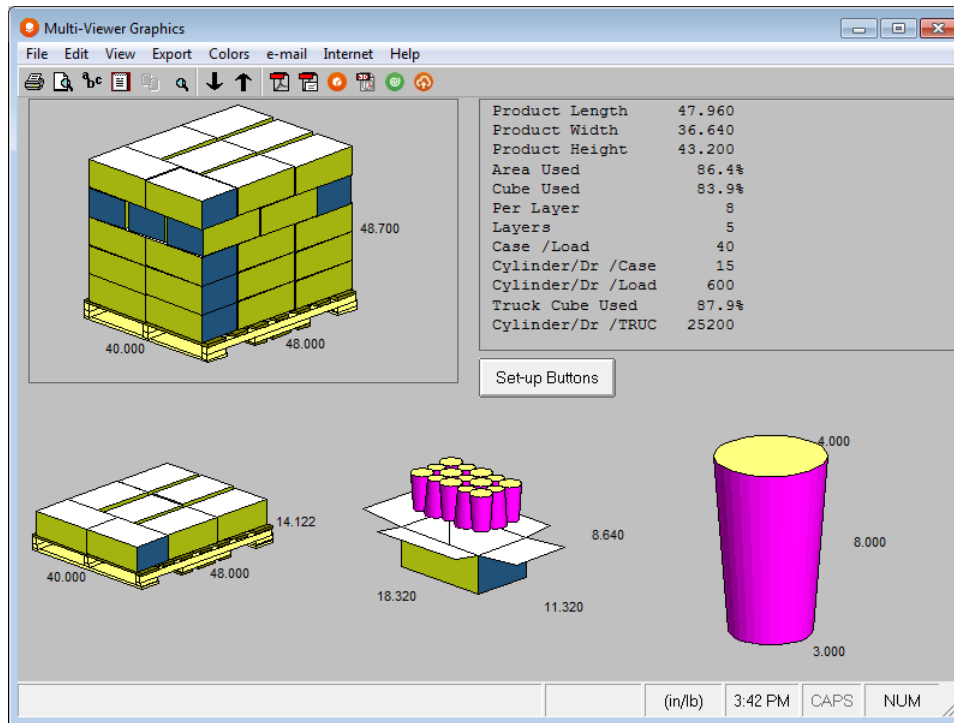 Multi-Viewer Graphics
File Edit View Export Colors e-mail Internet Help
abc
48.700
40.000
48.000
Product Length 47.960
Product Width 36.640
Product Height 43.200
Area Used 86.4%
Cube Used 83.9%
Per Layer 8
Layers 5
Case /Load 40
Cylinder/Dr /Case 15
Cylinder/Dr /Load 600
Truck Cube Used 87.9%
Cylinder/Dr /TRUC 25200
Set-up Buttons
14.122
40.000
48.000
8.640
18.320
11.320
4.000
8.000
3.000
(in/lb) 3:42 PM CAPS NUM